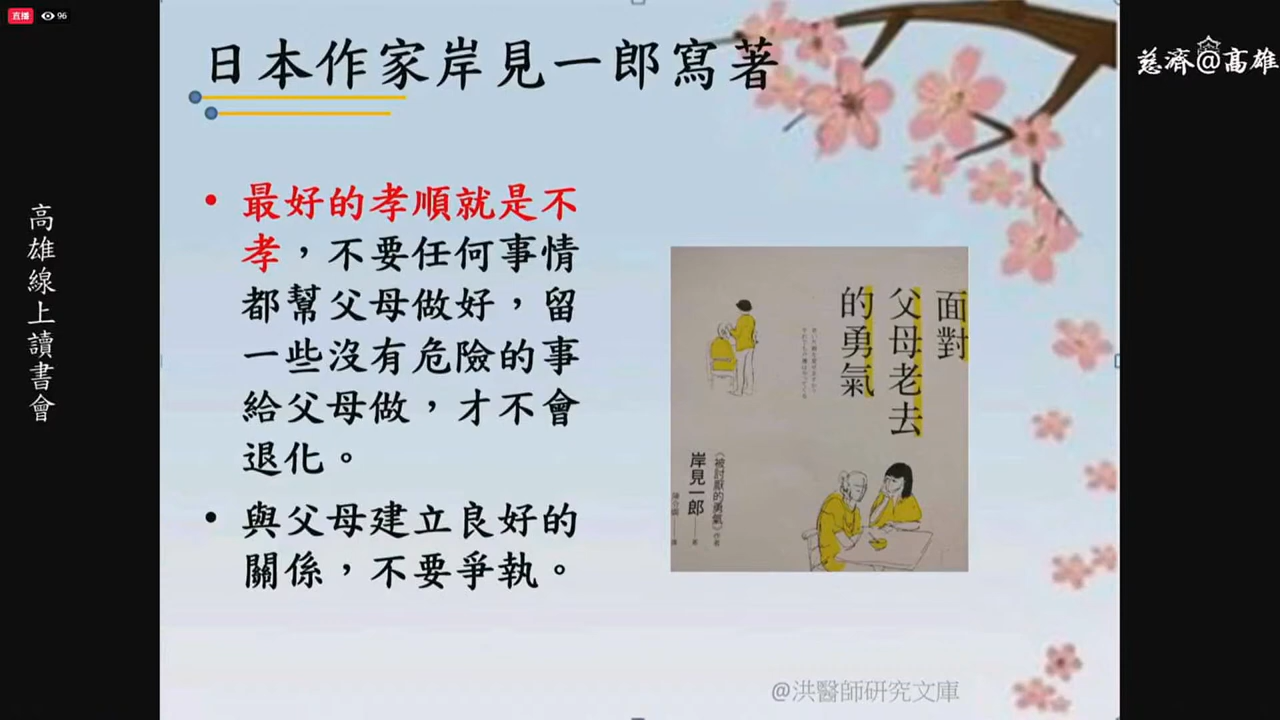 直播 96
慈濟@高雄
高雄線上讀書會
日本作家岸見一郎寫著
• 最好的孝順就是不
孝，不要任何事情
都幫父母做好，留
一些沒有危險的事
給父母做，才不會
退化。
• 與父母建立良好的
關係，不要爭執。
面對
父母老去
的勇氣
《被討厭的勇氣》作者
岸見一郎
著
@洪醫師研究文庫